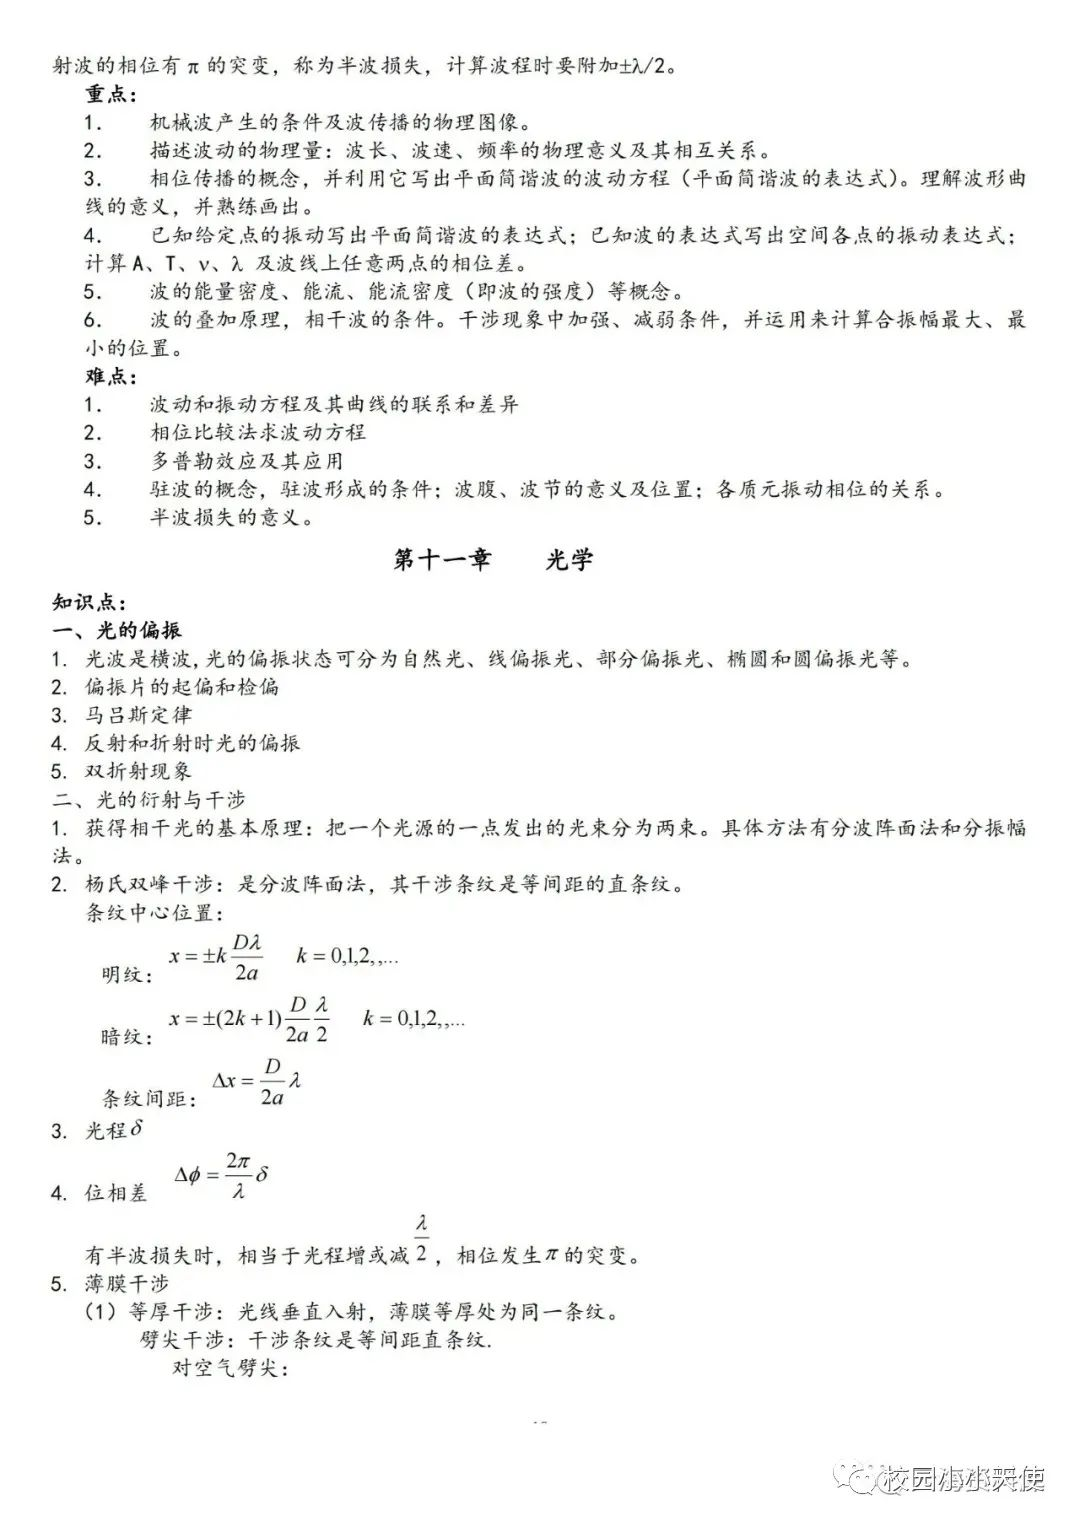 射波的相位有 π 的突变，称为半波损失，计算波程时要附加±λ/2。
重点：
1. 机械波产生的条件及波传播的物理图像。
2. 描述波动的物理量：波长、波速、频率的物理意义及其相互关系。
3. 相位传播的概念，并利用它写出平面简谐波的波动方程（平面简谐波的表达式）。理解波形曲
线的意义，并熟练画出。
4. 已知给定点的振动写出平面简谐波的表达式；已知波的表达式写出空间各点的振动表达式；
计算 A、T、ν、λ 及波线上任意两点的相位差。
5. 波的能量密度、能流、能流密度（即波的强度）等概念。
6. 波的叠加原理，相干波的条件。干涉现象中加强、减弱条件，并运用来计算合振幅最大、最
小的位置。
难点：
1. 波动和振动方程及其曲线的联系和差异
2. 相位比较法求波动方程
3. 多普勒效应及其应用
4. 驻波的概念，驻波形成的条件；波腹、波节的意义及位置；各质元振动相位的关系。
5. 半波损失的意义。
第十一章 光学
知识点：
一、光的偏振
1. 光波是横波,光的偏振状态可分为自然光、线偏振光、部分偏振光、椭圆和圆偏振光等。
2. 偏振片的起偏和检偏
3. 马吕斯定律
4. 反射和折射时光的偏振
5. 双折射现象
二、光的衍射与干涉
1. 获得相干光的基本原理：把一个光源的一点发出的光束分为两束。具体方法有分波阵面法和分振幅
法。
2. 杨氏双峰干涉：是分波阵面法，其干涉条纹是等间距的直条纹。
条纹中心位置：
明纹： x = ±k Dλ/2a k = 0,1,2,,...
暗纹： x = ±(2k+1) D/2a λ/2 k = 0,1,2,,...
条纹间距： Δx = D/2a λ
3. 光程 δ
4. 位相差 Δϕ = 2π/λ δ
有半波损失时，相当于光程增或减 λ/2 ，相位发生 π 的突变。
5. 薄膜干涉
（1）等厚干涉：光线垂直入射，薄膜等厚处为同一条纹。
劈尖干涉：干涉条纹是等间距直条纹.
对空气劈尖：